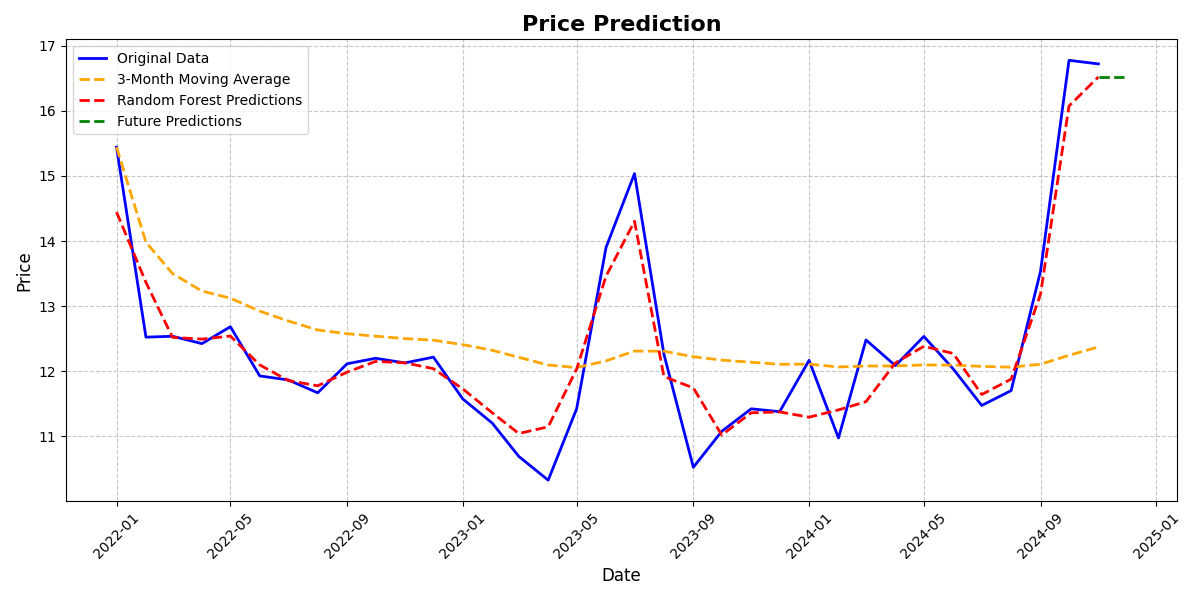 Price Prediction
Original Data
3-Month Moving Average
Random Forest Predictions
Future Predictions
Price
17
16
15
14
13
12
11
2022-01
2022-05
2022-09
2023-01
2023-05
2023-09
2024-01
2024-05
2024-09
2025-01
Date